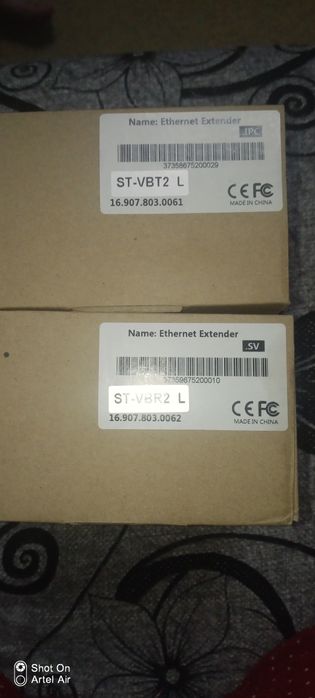 Name: Ethernet Extender
.IPC
37358675200029
ST-VBT2 L
CE FC
16.907.803.0061
MADE IN CHINA
Name: Ethernet Extender
.SV
37359675200010
ST-VBR2 L
CE FC
16.907.803.0062
MADE IN CHINA
Shot On
Artel Air